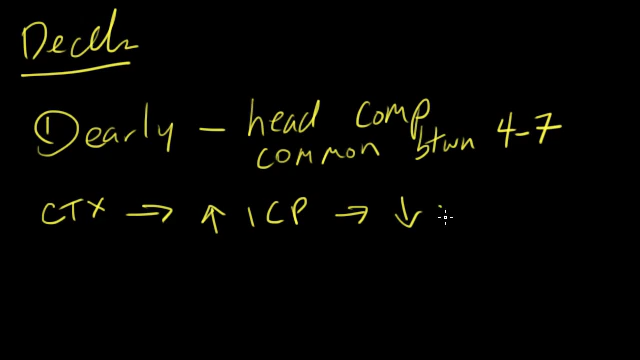 Decels
① early – head comp
common btwn 4-7
CTX → ↑ ICP → ↓